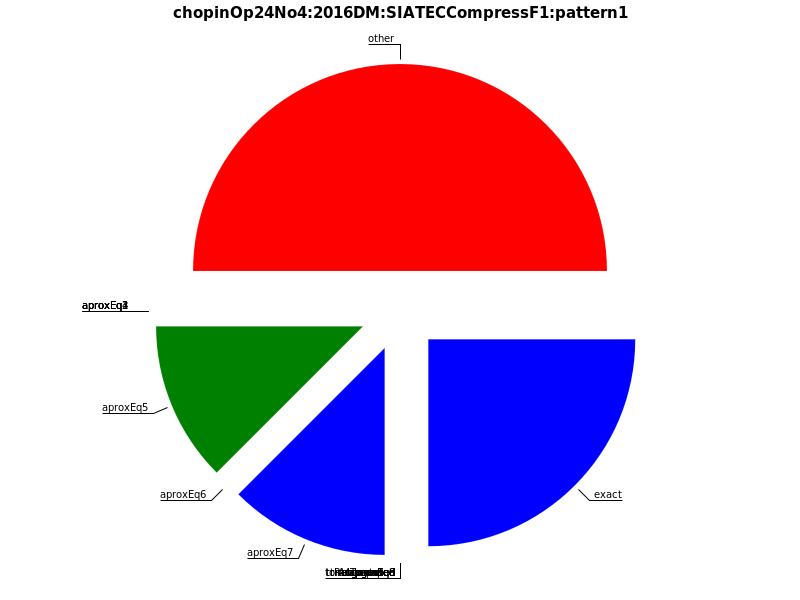 chopinOp24No4:2016DM:SIATECCompressF1:pattern1
other
aproxEq5
aproxEq6
exact
aproxEq7